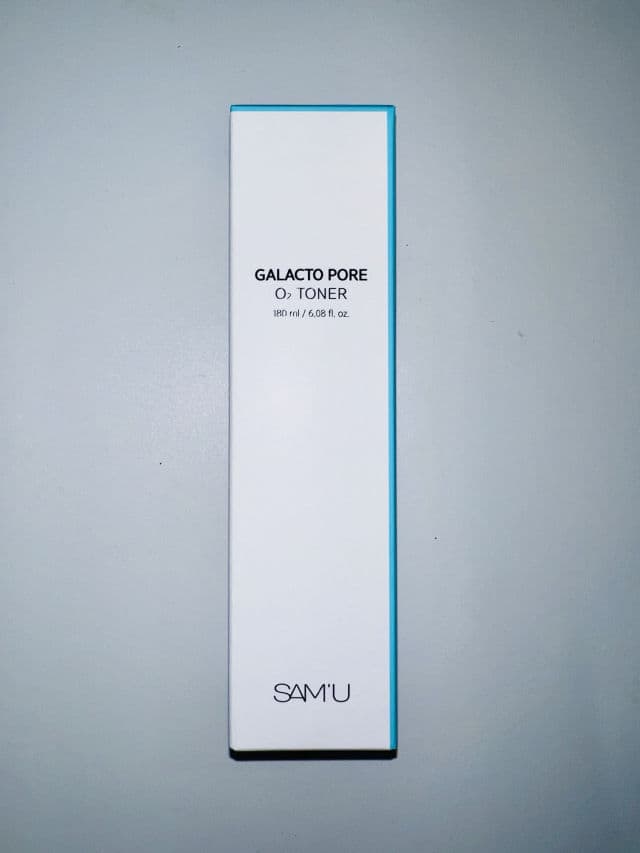 GALACTO PORE
O₂ TONER
180 ml / 6.08 fl. oz.
SAM'U